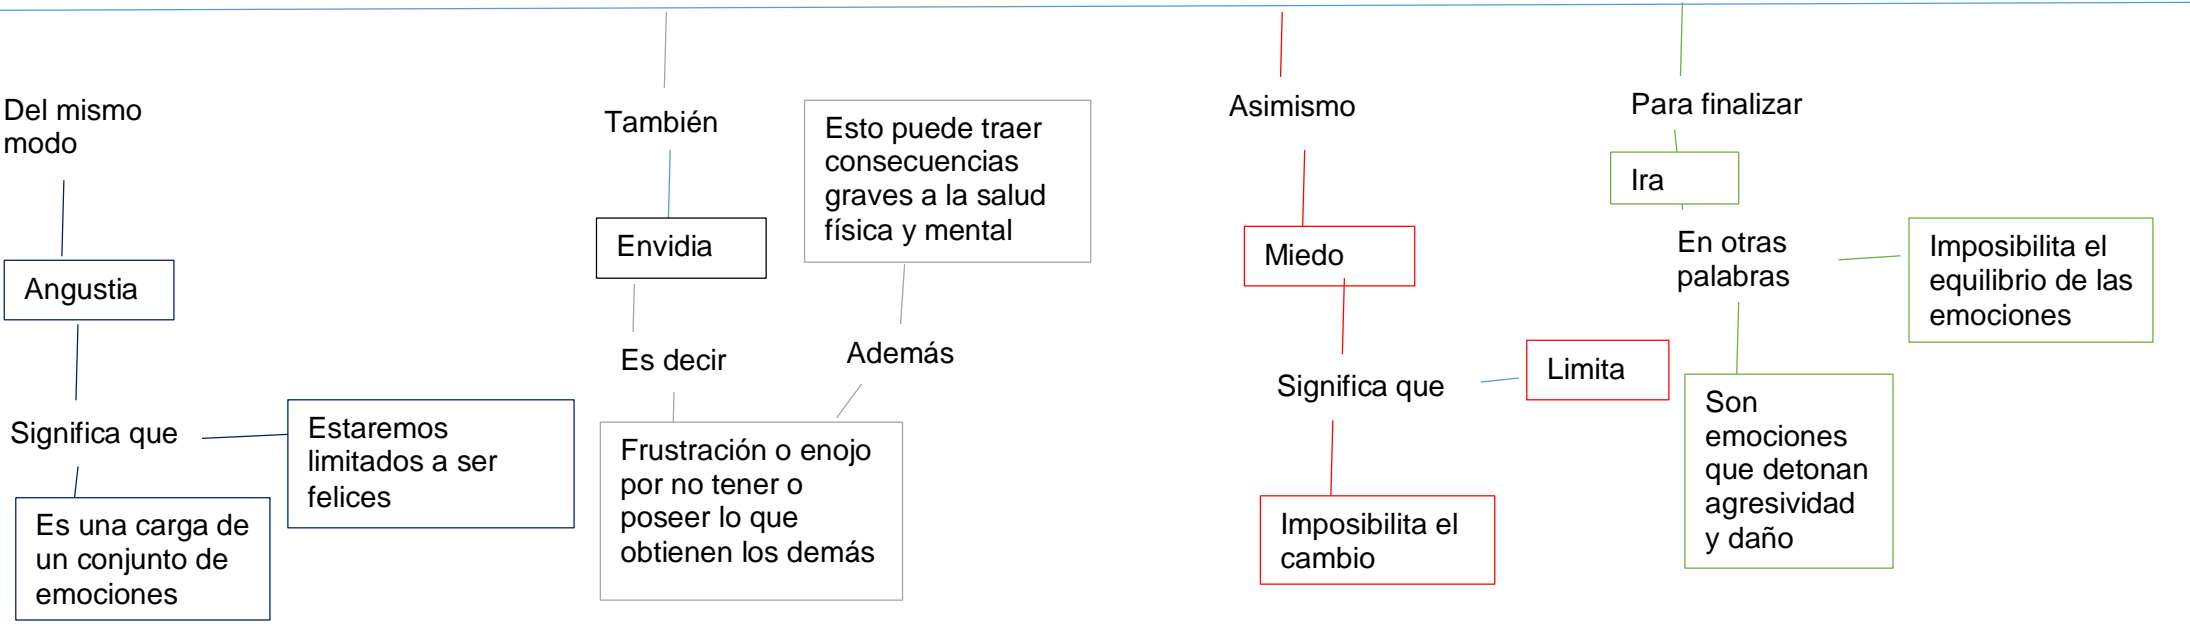 Del mismo
modo
Angustia
Significa que
Estaremos
limitados a ser
felices
Es una carga de
un conjunto de
emociones
También
Envidia
Es decir
Frustración o enojo
por no tener o
poseer lo que
obtienen los demás
Además
Esto puede traer
consecuencias
graves a la salud
física y mental
Asimismo
Miedo
Significa que
Limita
Imposibilita el
cambio
Para finalizar
Ira
En otras
palabras
Imposibilita el
equilibrio de las
emociones
Son
emociones
que detonan
agresividad
y daño